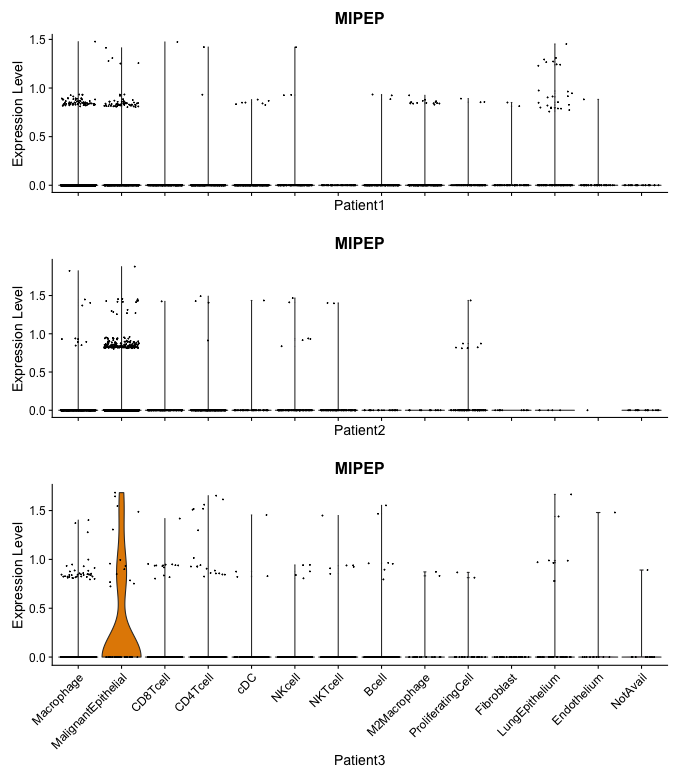 MIPEP
Expression Level
1.5
1.0
0.5
0.0
Patient1
MIPEP
Expression Level
1.5
1.0
0.5
0.0
Patient2
MIPEP
Expression Level
1.5
1.0
0.5
0.0
Macrophage
MalignantEpithelial
CD8Tcell
CD4Tcell
cDC
NKcell
NKTcell
Bcell
M2Macrophage
ProliferatingCell
Fibroblast
LungEpithelium
Endothelium
NotAvail
Patient3